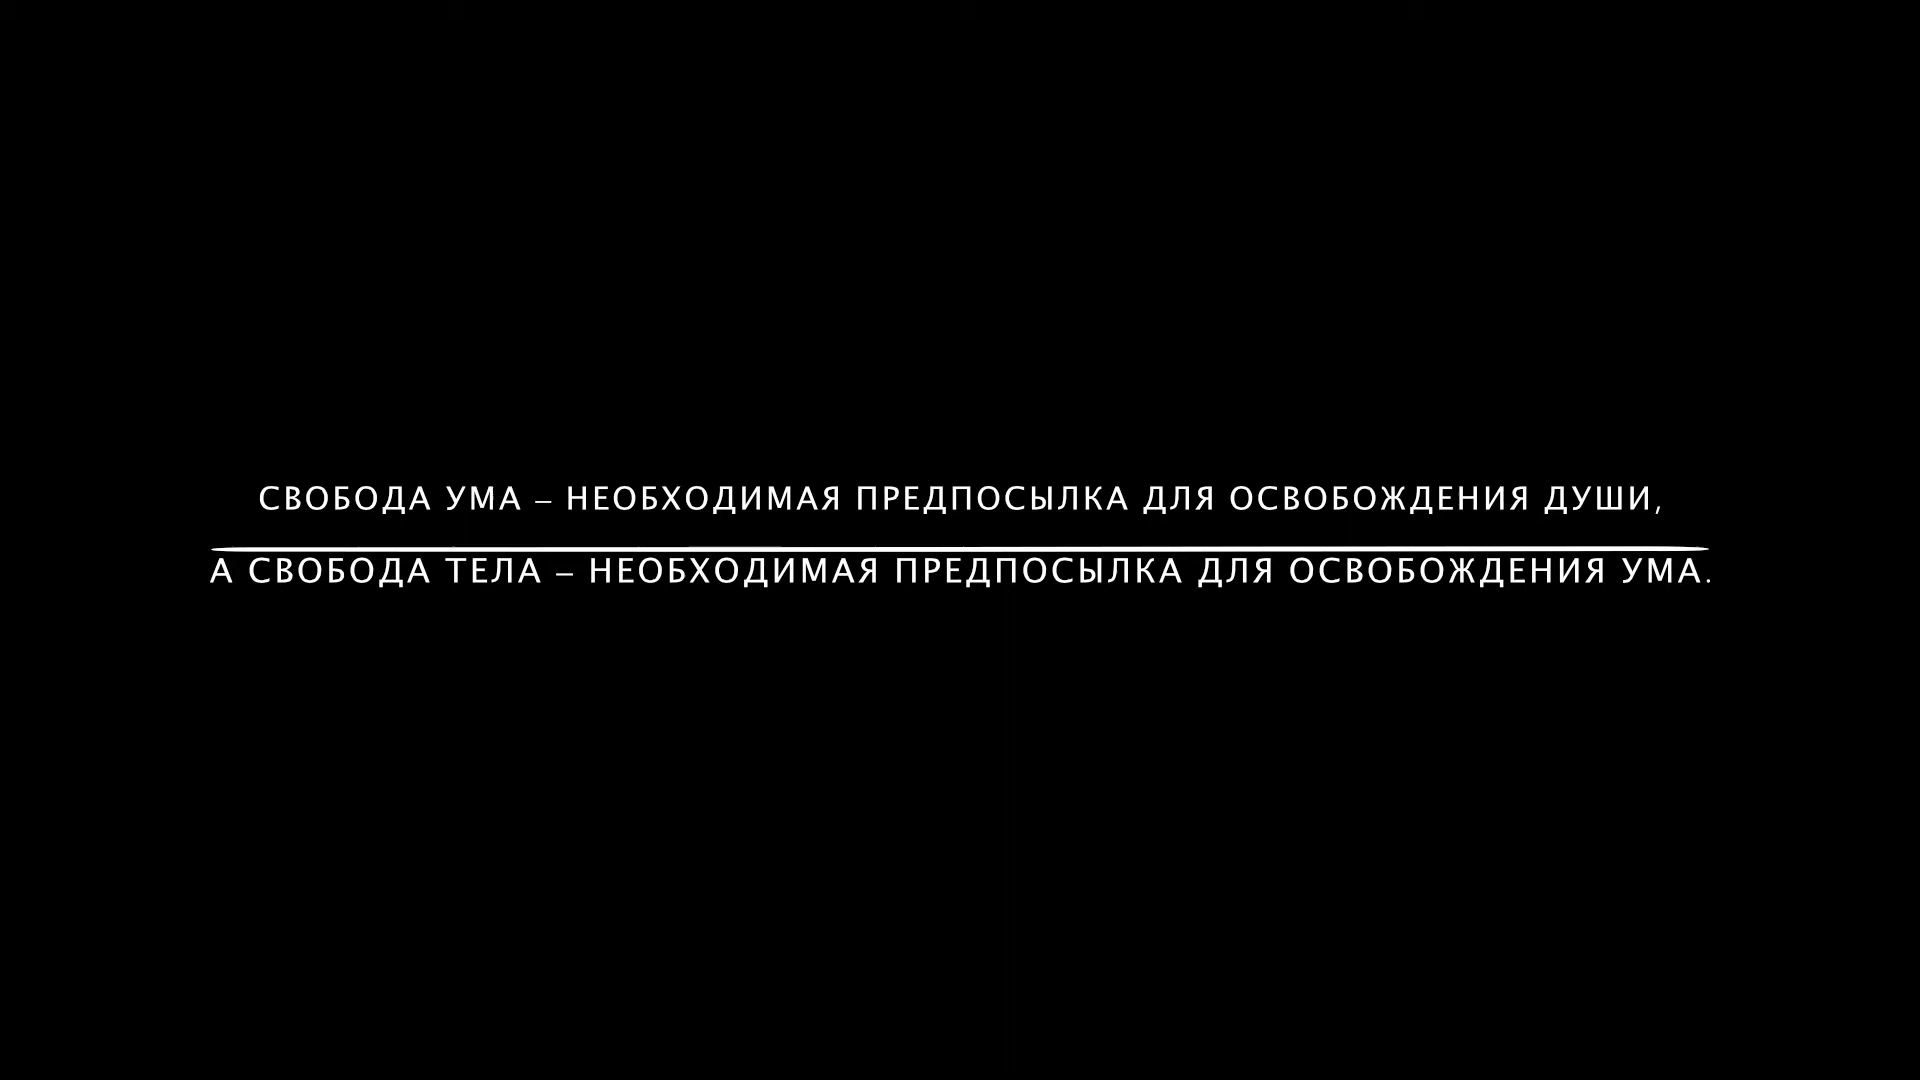 СВОБОДА УМА – НЕОБХОДИМАЯ ПРЕДПОСЫЛКА ДЛЯ ОСВОБОЖДЕНИЯ ДУШИ,
А СВОБОДА ТЕЛА – НЕОБХОДИМАЯ ПРЕДПОСЫЛКА ДЛЯ ОСВОБОЖДЕНИЯ УМА.